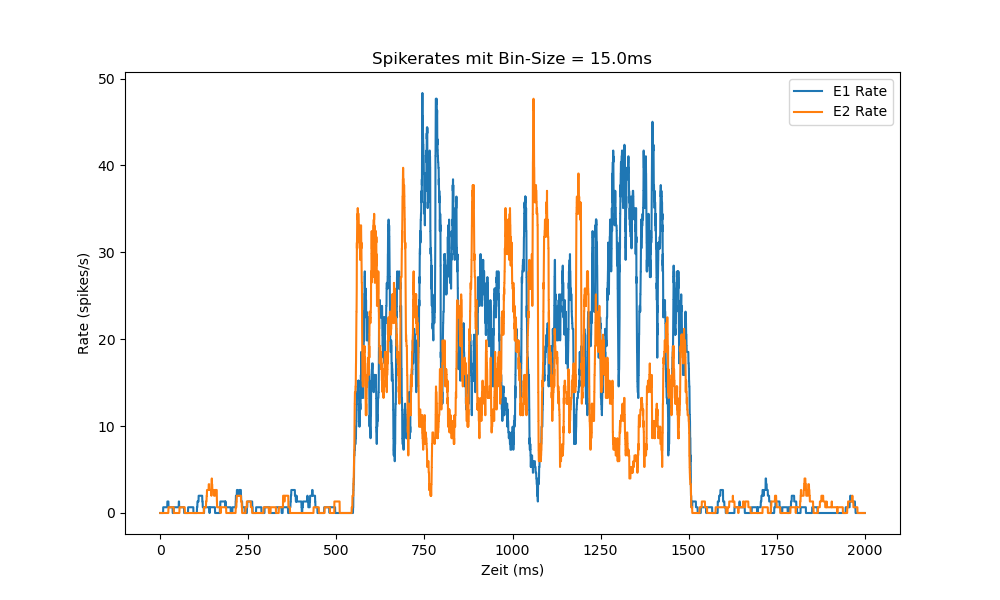 Spikerates mit Bin-Size = 15.0ms
E1 Rate
E2 Rate
50
40
30
20
10
0
Rate (spikes/s)
0 250 500 750 1000 1250 1500 1750 2000
Zeit (ms)